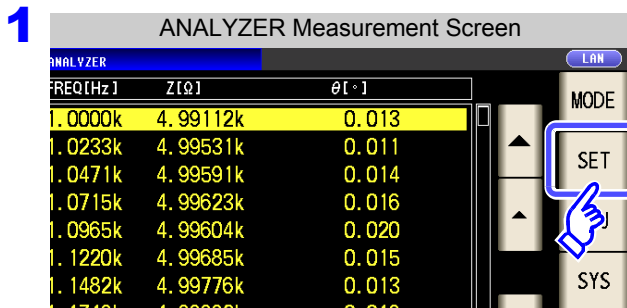 1
ANALYZER Measurement Screen
ANALYZER
LAN
FREQ[Hz] Z[Ω] θ[°]
MODE
1.0000k 4.99112k 0.013
1.0233k 4.99531k 0.011
SET
1.0471k 4.99591k 0.014
1.0715k 4.99623k 0.016
1.0965k 4.99604k 0.020
1.1220k 4.99685k 0.015
SYS
1.1482k 4.99776k 0.013